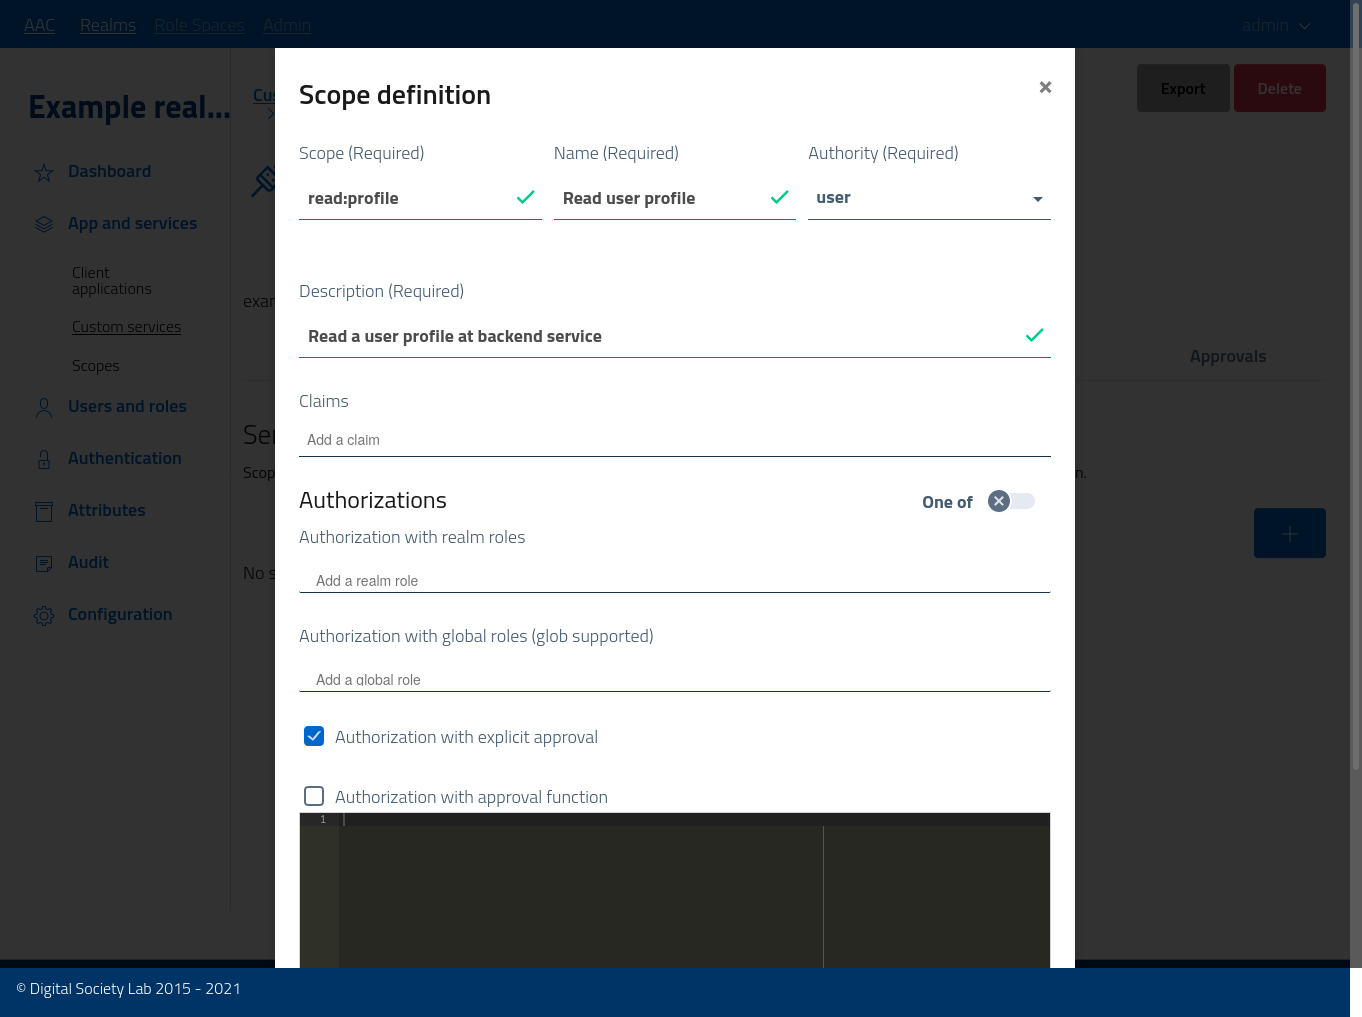 AAC Realms Role Spaces Admin admin
Example real...
Cus
Export Delete
Scope definition
×
Scope (Required) Name (Required) Authority (Required)
read:profile Read user profile user
Dashboard
App and services
Client
applications
Custom services
Scopes
Users and roles
Authentication
Attributes
Audit
Configuration
exam
Approvals
Ser
Scop
n.
No s
Description (Required)
Read a user profile at backend service
Claims
Add a claim
Authorizations One of
Authorization with realm roles
Add a realm role
Authorization with global roles (glob supported)
Add a global role
Authorization with explicit approval
Authorization with approval function
1
© Digital Society Lab 2015 - 2021